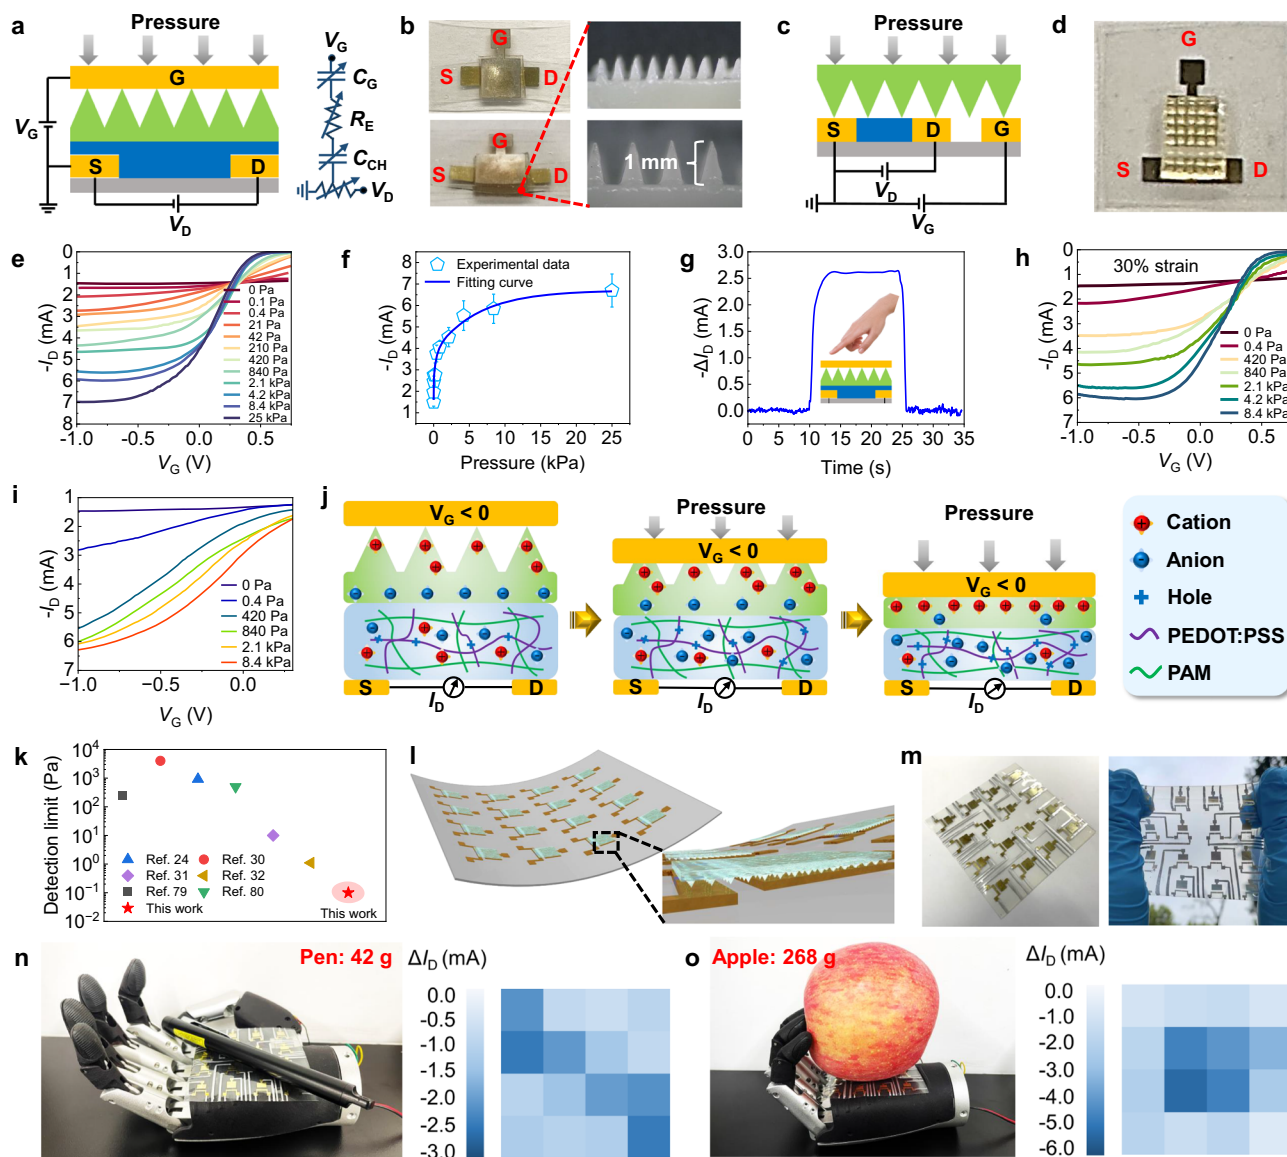 a
Pressure
G
V_G
S
D
V_D
V_G
C_G
R_E
C_CH
V_D
b
G
S
D
G
S
D
1 mm
c
Pressure
S
D
G
V_D
V_G
d
G
S
D
e
0
1
2
3
4
5
6
7
8
-I_D (mA)
-1.0
-0.5
0.0
0.5
V_G (V)
0 Pa
0.1 Pa
0.4 Pa
21 Pa
42 Pa
210 Pa
420 Pa
840 Pa
2.1 kPa
4.2 kPa
8.4 kPa
25 kPa
f
8
7
6
5
4
3
2
1
-I_D (mA)
Experimental data
Fitting curve
0
5
10
15
20
25
Pressure (kPa)
g
3.0
2.5
2.0
1.5
1.0
0.5
0.0
-ΔI_D (mA)
0
5
10
15
20
25
30
35
Time (s)
h
0
1
2
3
4
5
6
7
-I_D (mA)
30% strain
0 Pa
0.4 Pa
420 Pa
840 Pa
2.1 kPa
4.2 kPa
8.4 kPa
-1.0
-0.5
0.0
0.5
V_G (V)
i
1
2
3
4
5
6
7
-I_D (mA)
0 Pa
0.4 Pa
420 Pa
840 Pa
2.1 kPa
8.4 kPa
−1.0
−0.5
0.0
V_G (V)
j
V_G < 0
S
D
I_D
Pressure
V_G < 0
S
D
I_D
Pressure
V_G < 0
S
D
I_D
Cation
Anion
Hole
PEDOT:PSS
PAM
k
Detection limit (Pa)
10^4
10^3
10^2
10^1
10^0
10^−1
10^−2
Ref. 24
Ref. 30
Ref. 31
Ref. 32
Ref. 79
Ref. 80
This work
This work
l
m
n
Pen: 42 g
ΔI_D (mA)
0.0
-0.5
-1.0
-1.5
-2.0
-2.5
-3.0
o
Apple: 268 g
ΔI_D (mA)
0.0
-1.0
-2.0
-3.0
-4.0
-5.0
-6.0